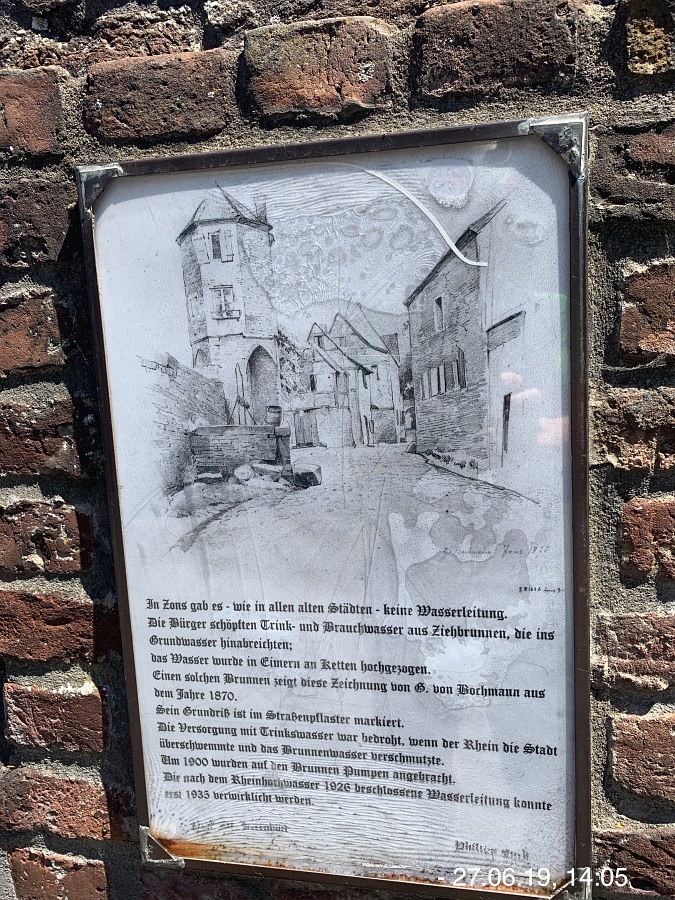 Zons
In Zons gab es - wie in allen alten Städten - keine Wasserleitung.
Die Bürger schöpften Trink- und Brauchwasser aus Ziehbrunnen, die ins
Grundwasser hinabreichten;
das Wasser wurde in Eimern an Ketten hochgezogen.
Einen solchen Brunnen zeigt diese Zeichnung von G. von Bochmann aus
dem Jahre 1870.
Sein Grundriß ist im Straßenpflaster markiert.
Die Versorgung mit Trinkswasser war bedroht, wenn der Rhein die Stadt
überschwemmte und das Brunnenwasser verschmutzte.
Um 1900 wurden auf den Brunnen Pumpen angebracht.
Die nach dem Rheinhochwasser 1926 beschlossene Wasserleitung konnte
erst 1935 verwirklicht werden.
- 27.06.19, 14:05